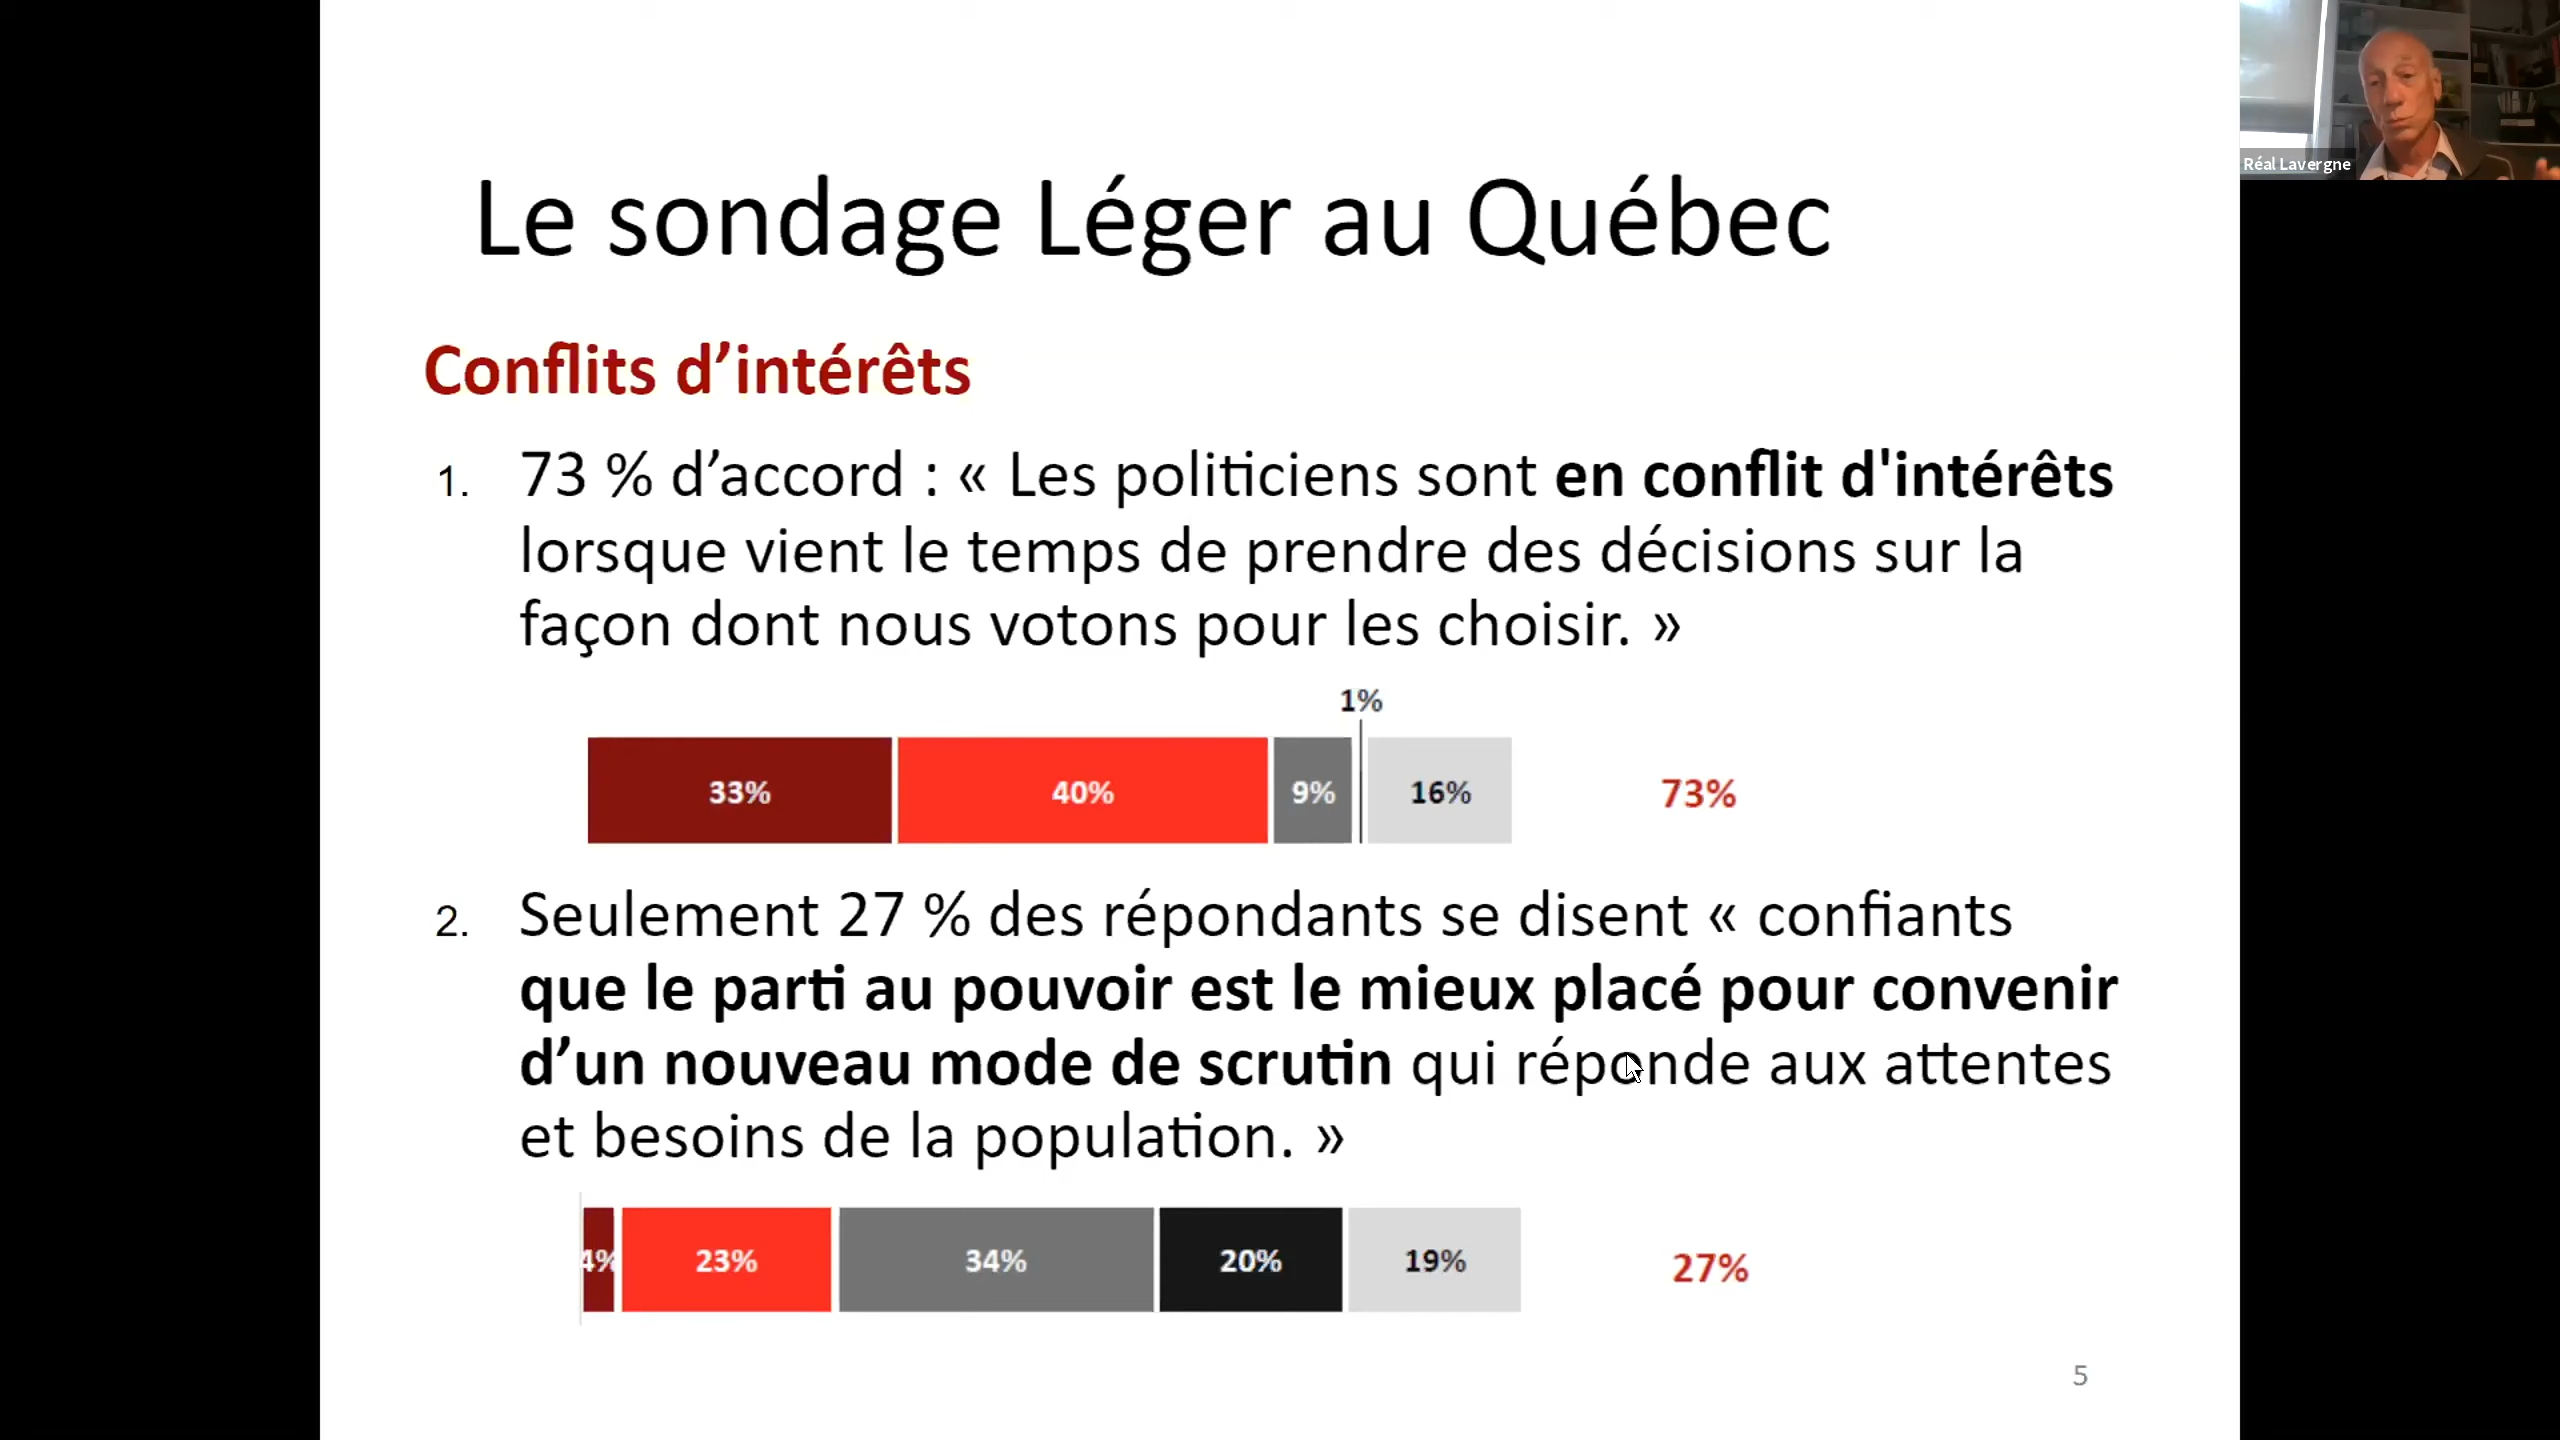 Réal Lavergne
Le sondage Léger au Québec
Conflits d’intérêts
1. 73 % d’accord : « Les politiciens sont en conflit d'intérêts
lorsque vient le temps de prendre des décisions sur la
façon dont nous votons pour les choisir. »
1%
33% 40% 9% 16% 73%
2. Seulement 27 % des répondants se disent « confiants
que le parti au pouvoir est le mieux placé pour convenir
d’un nouveau mode de scrutin qui réponde aux attentes
et besoins de la population. »
4% 23% 34% 20% 19% 27%
5